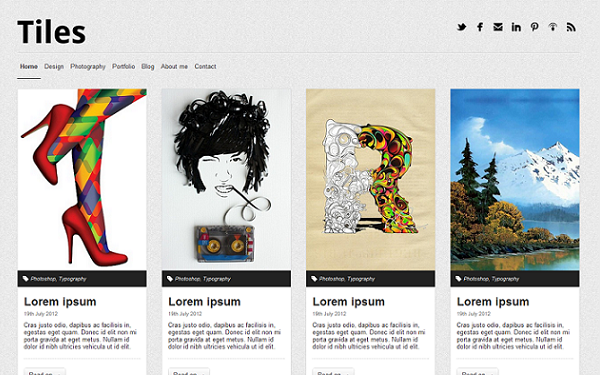 Tiles
Home Design Photography Portfolio Blog About me Contact
Photoshop, Typography
Lorem ipsum
19th July 2012
Cras justo odio, dapibus ac facilisis in,
egestas eget quam. Donec id elit non mi
porta gravida at eget metus. Nullam id
dolor id nibh ultricies vehicula ut id elit.
Read on
Photoshop, Typography
Lorem ipsum
19th July 2012
Cras justo odio, dapibus ac facilisis in,
egestas eget quam. Donec id elit non mi
porta gravida at eget metus. Nullam id
dolor id nibh ultricies vehicula ut id elit.
Read on
Photoshop, Typography
Lorem ipsum
19th July 2012
Cras justo odio, dapibus ac facilisis in,
egestas eget quam. Donec id elit non mi
porta gravida at eget metus. Nullam id
dolor id nibh ultricies vehicula ut id elit.
Read on
Photoshop, Typography
Lorem ipsum
19th July 2012
Cras justo odio, dapibus ac facilisis in,
egestas eget quam. Donec id elit non mi
porta gravida at eget metus. Nullam id
dolor id nibh ultricies vehicula ut id elit.
Read on